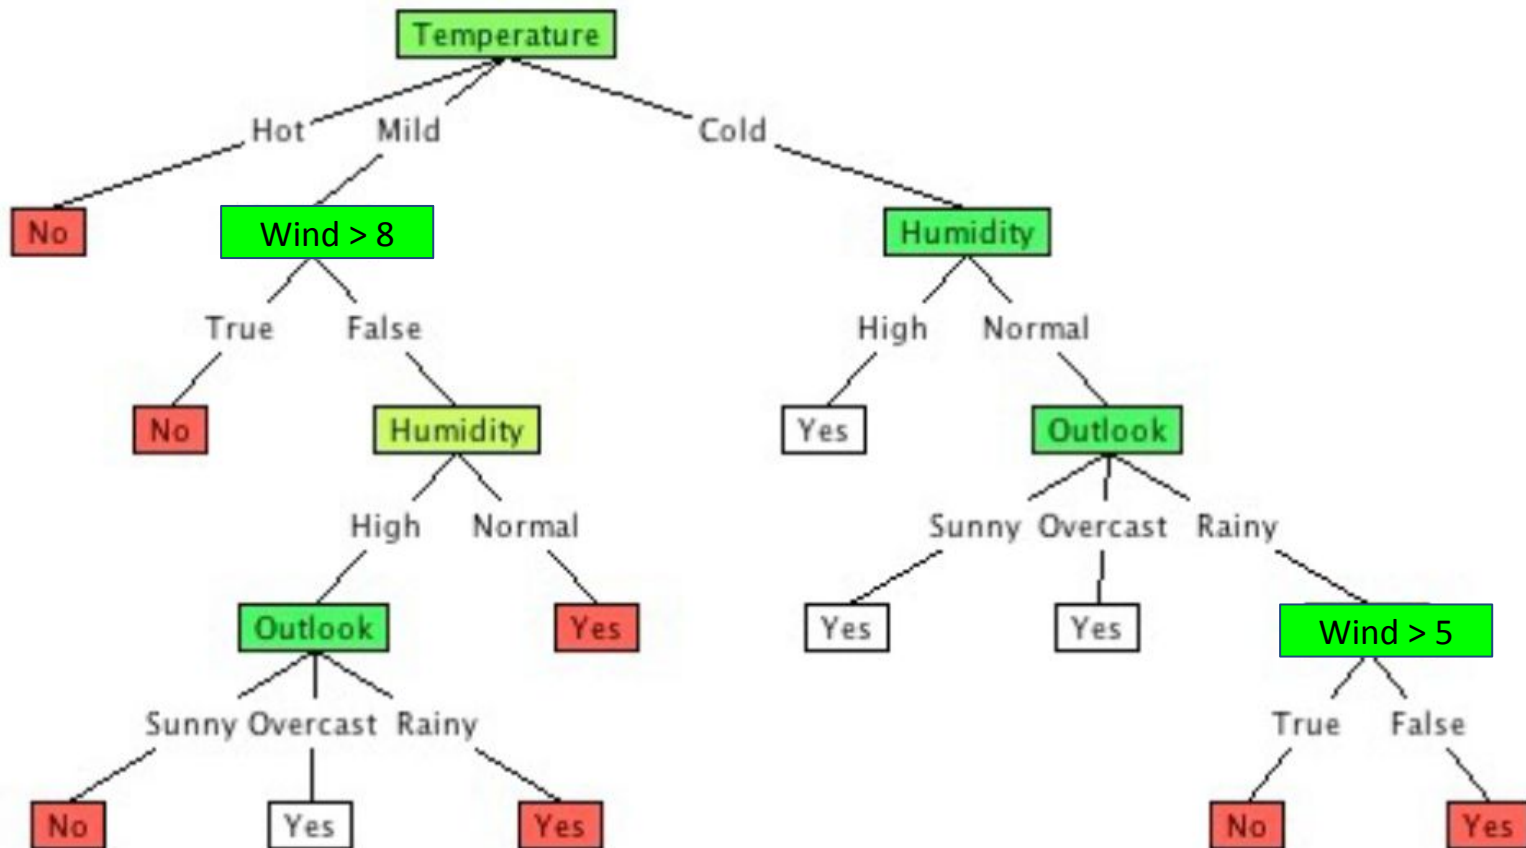 Temperature
Hot Mild Cold
No Wind > 8 Humidity
True False High Normal
No Humidity Yes Outlook
High Normal Sunny Overcast Rainy
Outlook Yes Yes Yes Wind > 5
Sunny Overcast Rainy True False
No Yes Yes No Yes